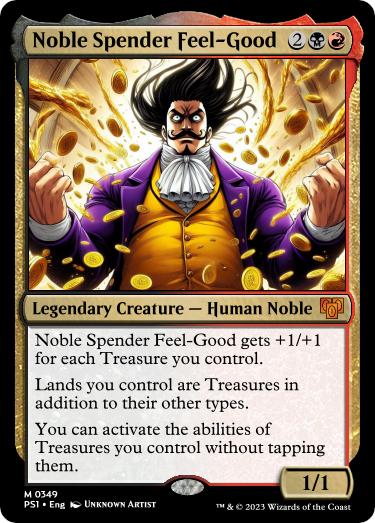 Noble Spender Feel-Good 2
Legendary Creature — Human Noble
Noble Spender Feel-Good gets +1/+1
for each Treasure you control.
Lands you control are Treasures in
addition to their other types.
You can activate the abilities of
Treasures you control without tapping
them.
1/1
M 0349
PS1 • Eng Unknown Artist
™ & © 2023 Wizards of the Coast